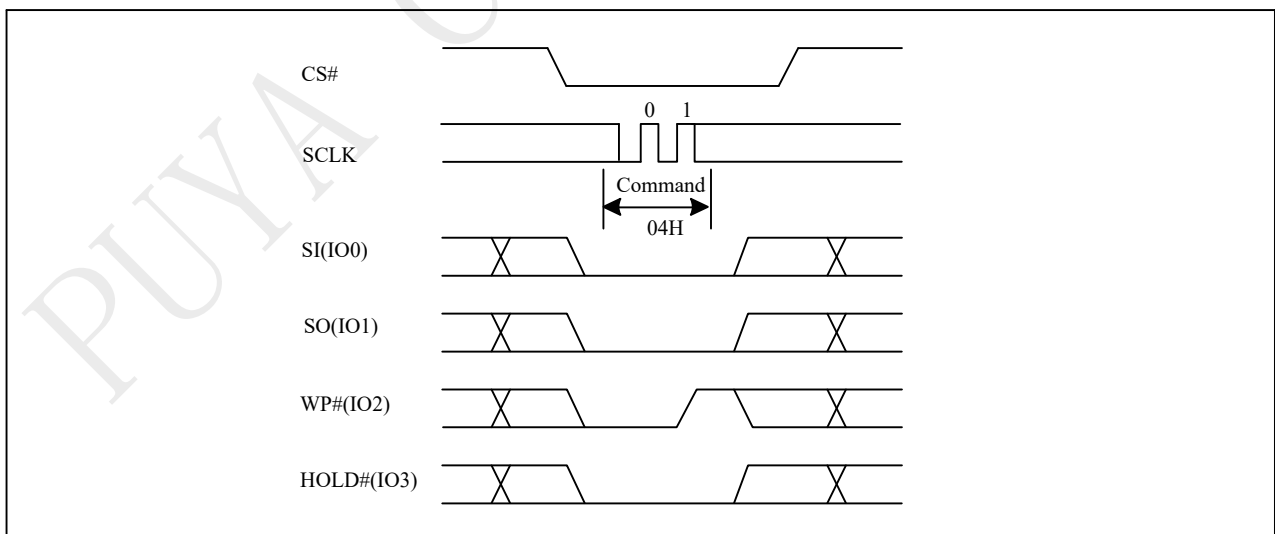 PUYA
CS#
0 1
SCLK
Command
04H
SI(IO0)
SO(IO1)
WP#(IO2)
HOLD#(IO3)